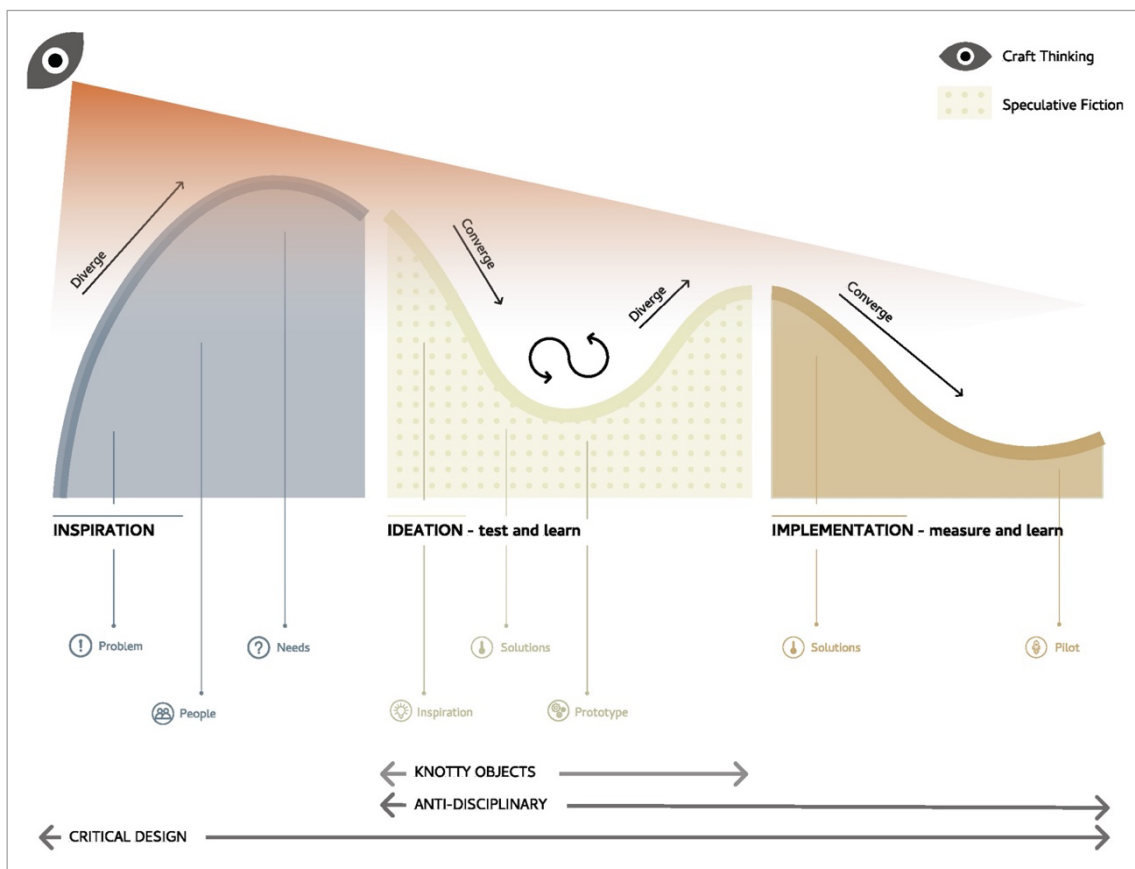 Craft Thinking
Speculative Fiction
Diverge
Converge
Diverge
Converge
INSPIRATION
IDEATION - test and learn
IMPLEMENTATION - measure and learn
Problem
Needs
Solutions
Solutions
Pilot
People
Inspiration
Prototype
KNOTTY OBJECTS
ANTI-DISCIPLINARY
CRITICAL DESIGN